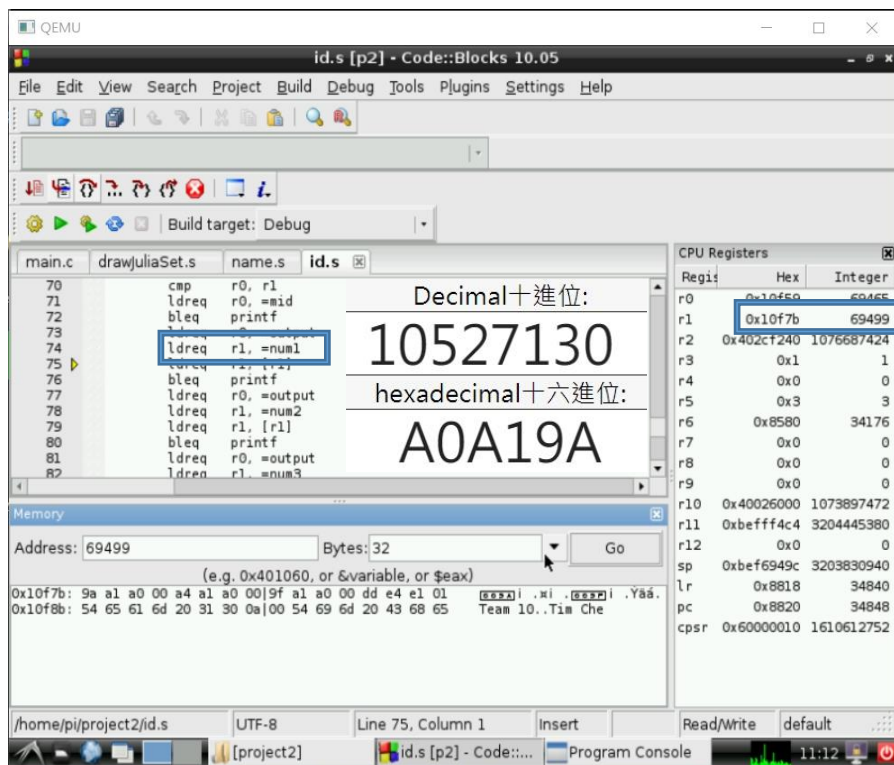 QEMU
id.s [p2] - Code::Blocks 10.05
File Edit View Search Project Build Debug Tools Plugins Settings Help
Build target: Debug
main.c drawJuliaSet.s name.s id.s
70 cmp r0, r1
71 ldreq r0, =mid
72 bleq printf
73
74 ldreq r1, =num1
75
76 bleq printf
77 ldreq r0, =output
78 ldreq r1, =num2
79 ldreq r1, [r1]
80 bleq printf
81 ldreq r0, =output
82 ldreq r1, =num3
Decimal十進位:
10527130
hexadecimal十六進位:
A0A19A
CPU Registers
Regis Hex Integer
r0 0x10f59 69465
r1 0x10f7b 69499
r2 0x402cf240 1076687424
r3 0x1 1
r4 0x0 0
r5 0x3 3
r6 0x8580 34176
r7 0x0 0
r8 0x0 0
r9 0x0 0
r10 0x40026000 1073897472
r11 0xbefff4c4 3204445380
r12 0x0 0
sp 0xbef6949c 3203830940
lr 0x8818 34840
pc 0x8820 34848
cpsr 0x60000010 1610612752
Memory
Address: 69499 Bytes: 32 Go
(e.g. 0x401060, or &variable, or $eax)
0x10f7b: 9a a1 a0 00 a4 a1 a0 00|9f a1 a0 00 dd e4 e1 01
0x10f8b: 54 65 61 6d 20 31 30 0a|00 54 69 6d 20 43 68 65 Team 10..Tim Che
/home/pi/project2/id.s UTF-8 Line 75, Column 1 Insert Read/Write default
[project2] id.s [p2] - Code::... Program Console 11:12